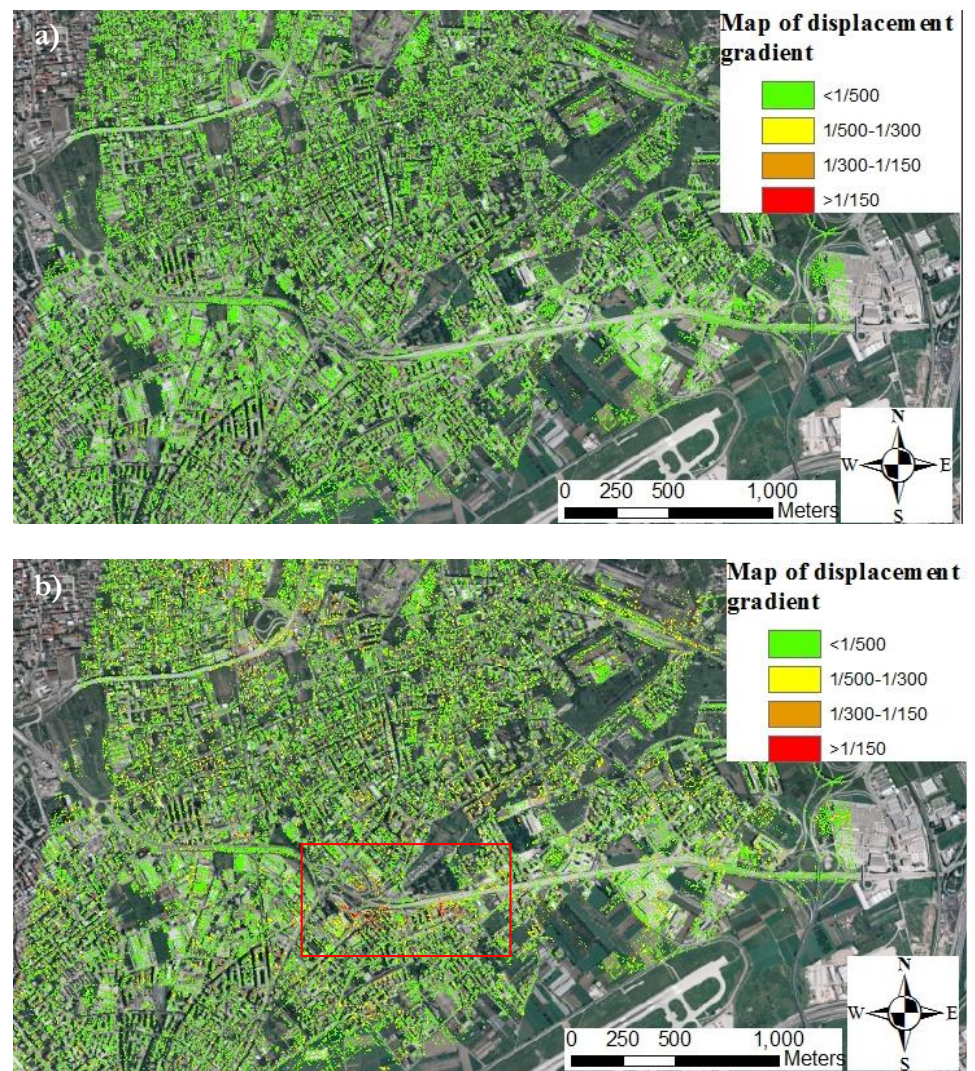 a)
Map of displacement
gradient
<1/500
1/500-1/300
1/300-1/150
>1/150
N
W
E
S
0 250 500 1,000
Meters
b)
Map of displacement
gradient
<1/500
1/500-1/300
1/300-1/150
>1/150
N
W
E
S
0 250 500 1,000
Meters